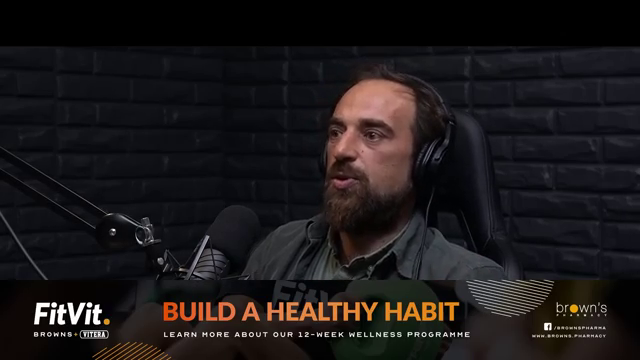 FitVit.
BROWNS+ VITERA
BUILD A HEALTHY HABIT
LEARN MORE ABOUT OUR 12-WEEK WELLNESS PROGRAMME
brown's
PHARMACY
/BROWNSPHARMA
WWW.BROWNS.PHARMACY